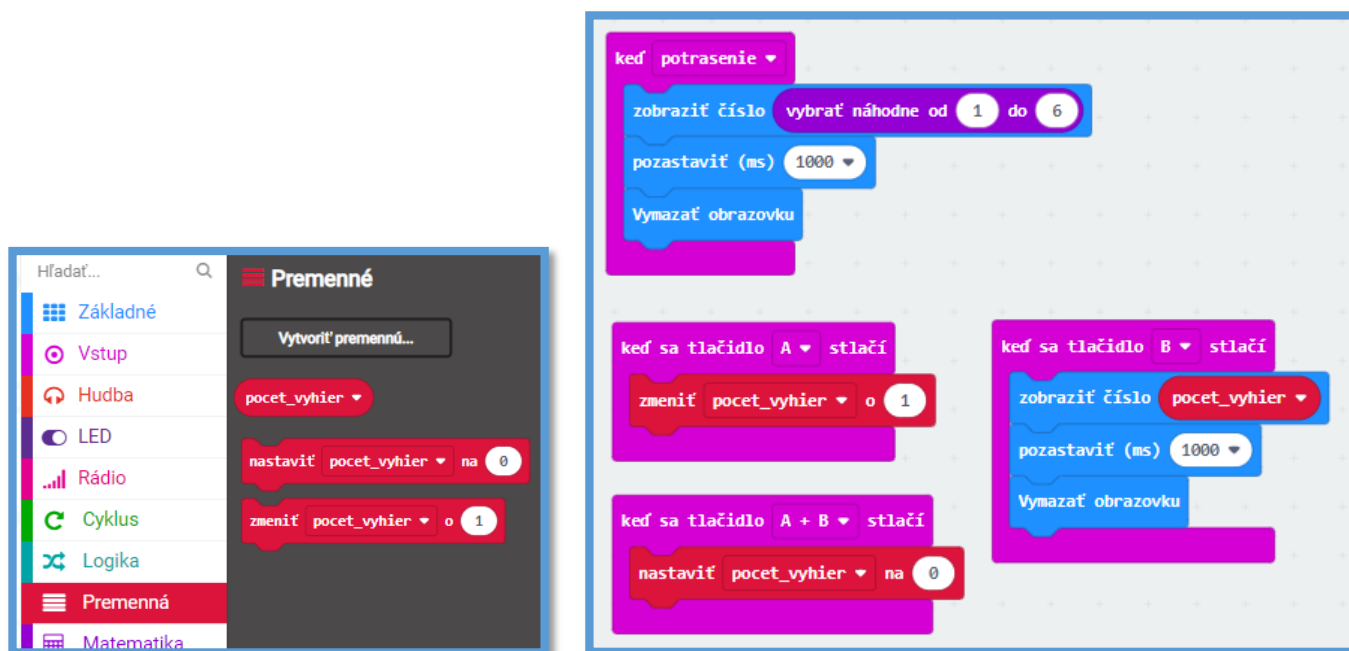 Hľadať...
Základné
Vstup
Hudba
LED
Rádio
Cyklus
Logika
Premenná
Matematika
Premenné
Vytvoriť premennú...
pocet_vyhier
nastaviť pocet_vyhier na 0
zmeniť pocet_vyhier o 1
keď potrasenie
zobraziť číslo vybrať náhodne od 1 do 6
pozastaviť (ms) 1000
Vymazať obrazovku
keď sa tlačidlo A stlačí
zmeniť pocet_vyhier o 1
keď sa tlačidlo A + B stlačí
nastaviť pocet_vyhier na 0
keď sa tlačidlo B stlačí
zobraziť číslo pocet_vyhier
pozastaviť (ms) 1000
Vymazať obrazovku